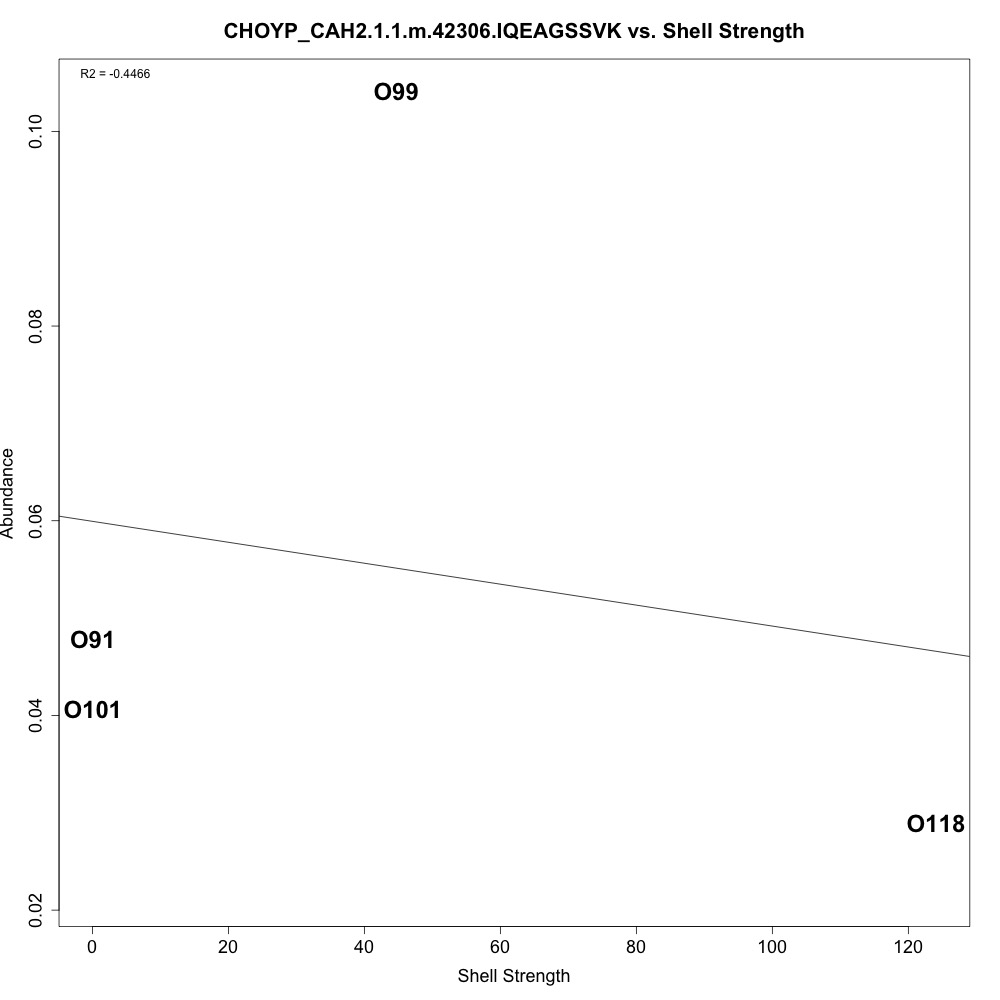 CHOYP_CAH2.1.1.m.42306.IQEAGSSVK vs. Shell Strength
R2 = -0.4466
O99
0.10
0.08
Abundance
0.06
O91
O101
0.04
O118
0.02
0 20 40 60 80 100 120
Shell Strength